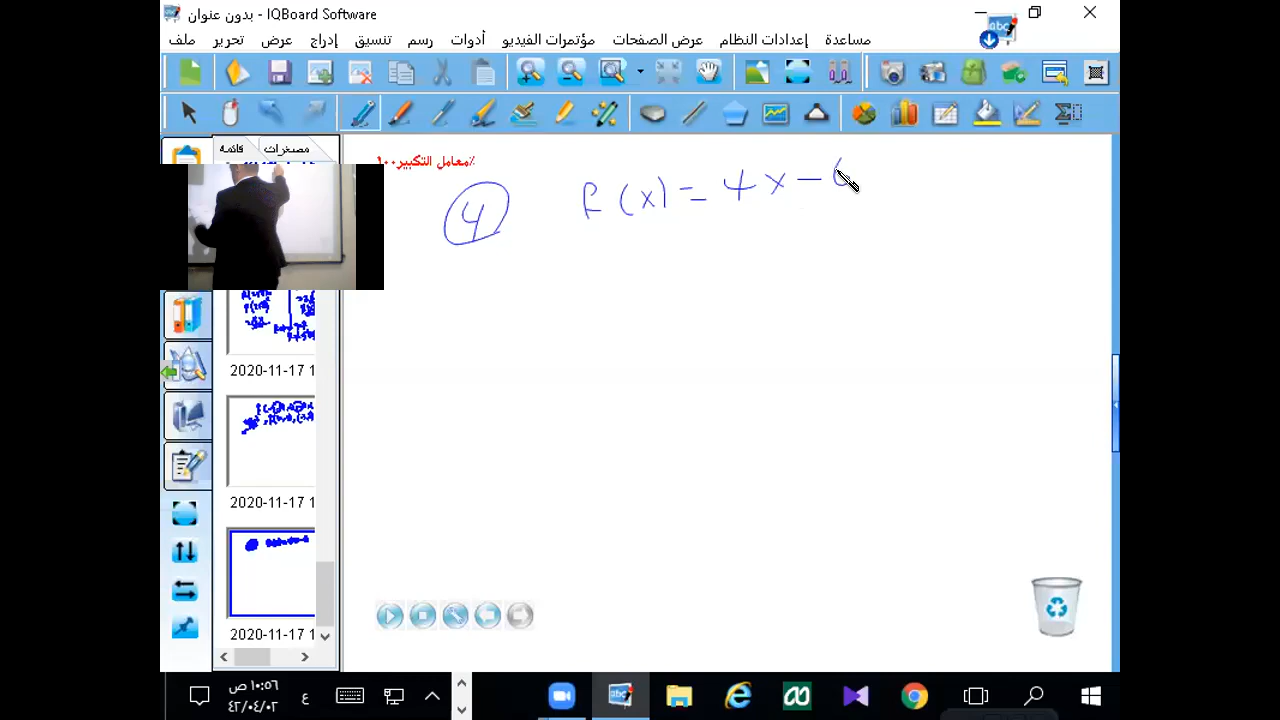 بدون عنوان - IQBoard Software
ملف تحرير عرض إدراج تنسيق رسم أدوات مؤتمرات الفيديو عرض الصفحات إعدادات النظام مساعدة
قائمة مصغرات
معامل التكبير ١٠٠٪
4 f(x) = 4x - 6
2020-11-17 1
2020-11-17 1
2020-11-17 1
١٠:٥٦ ص
٤٢/٠٤/٠٢
ع